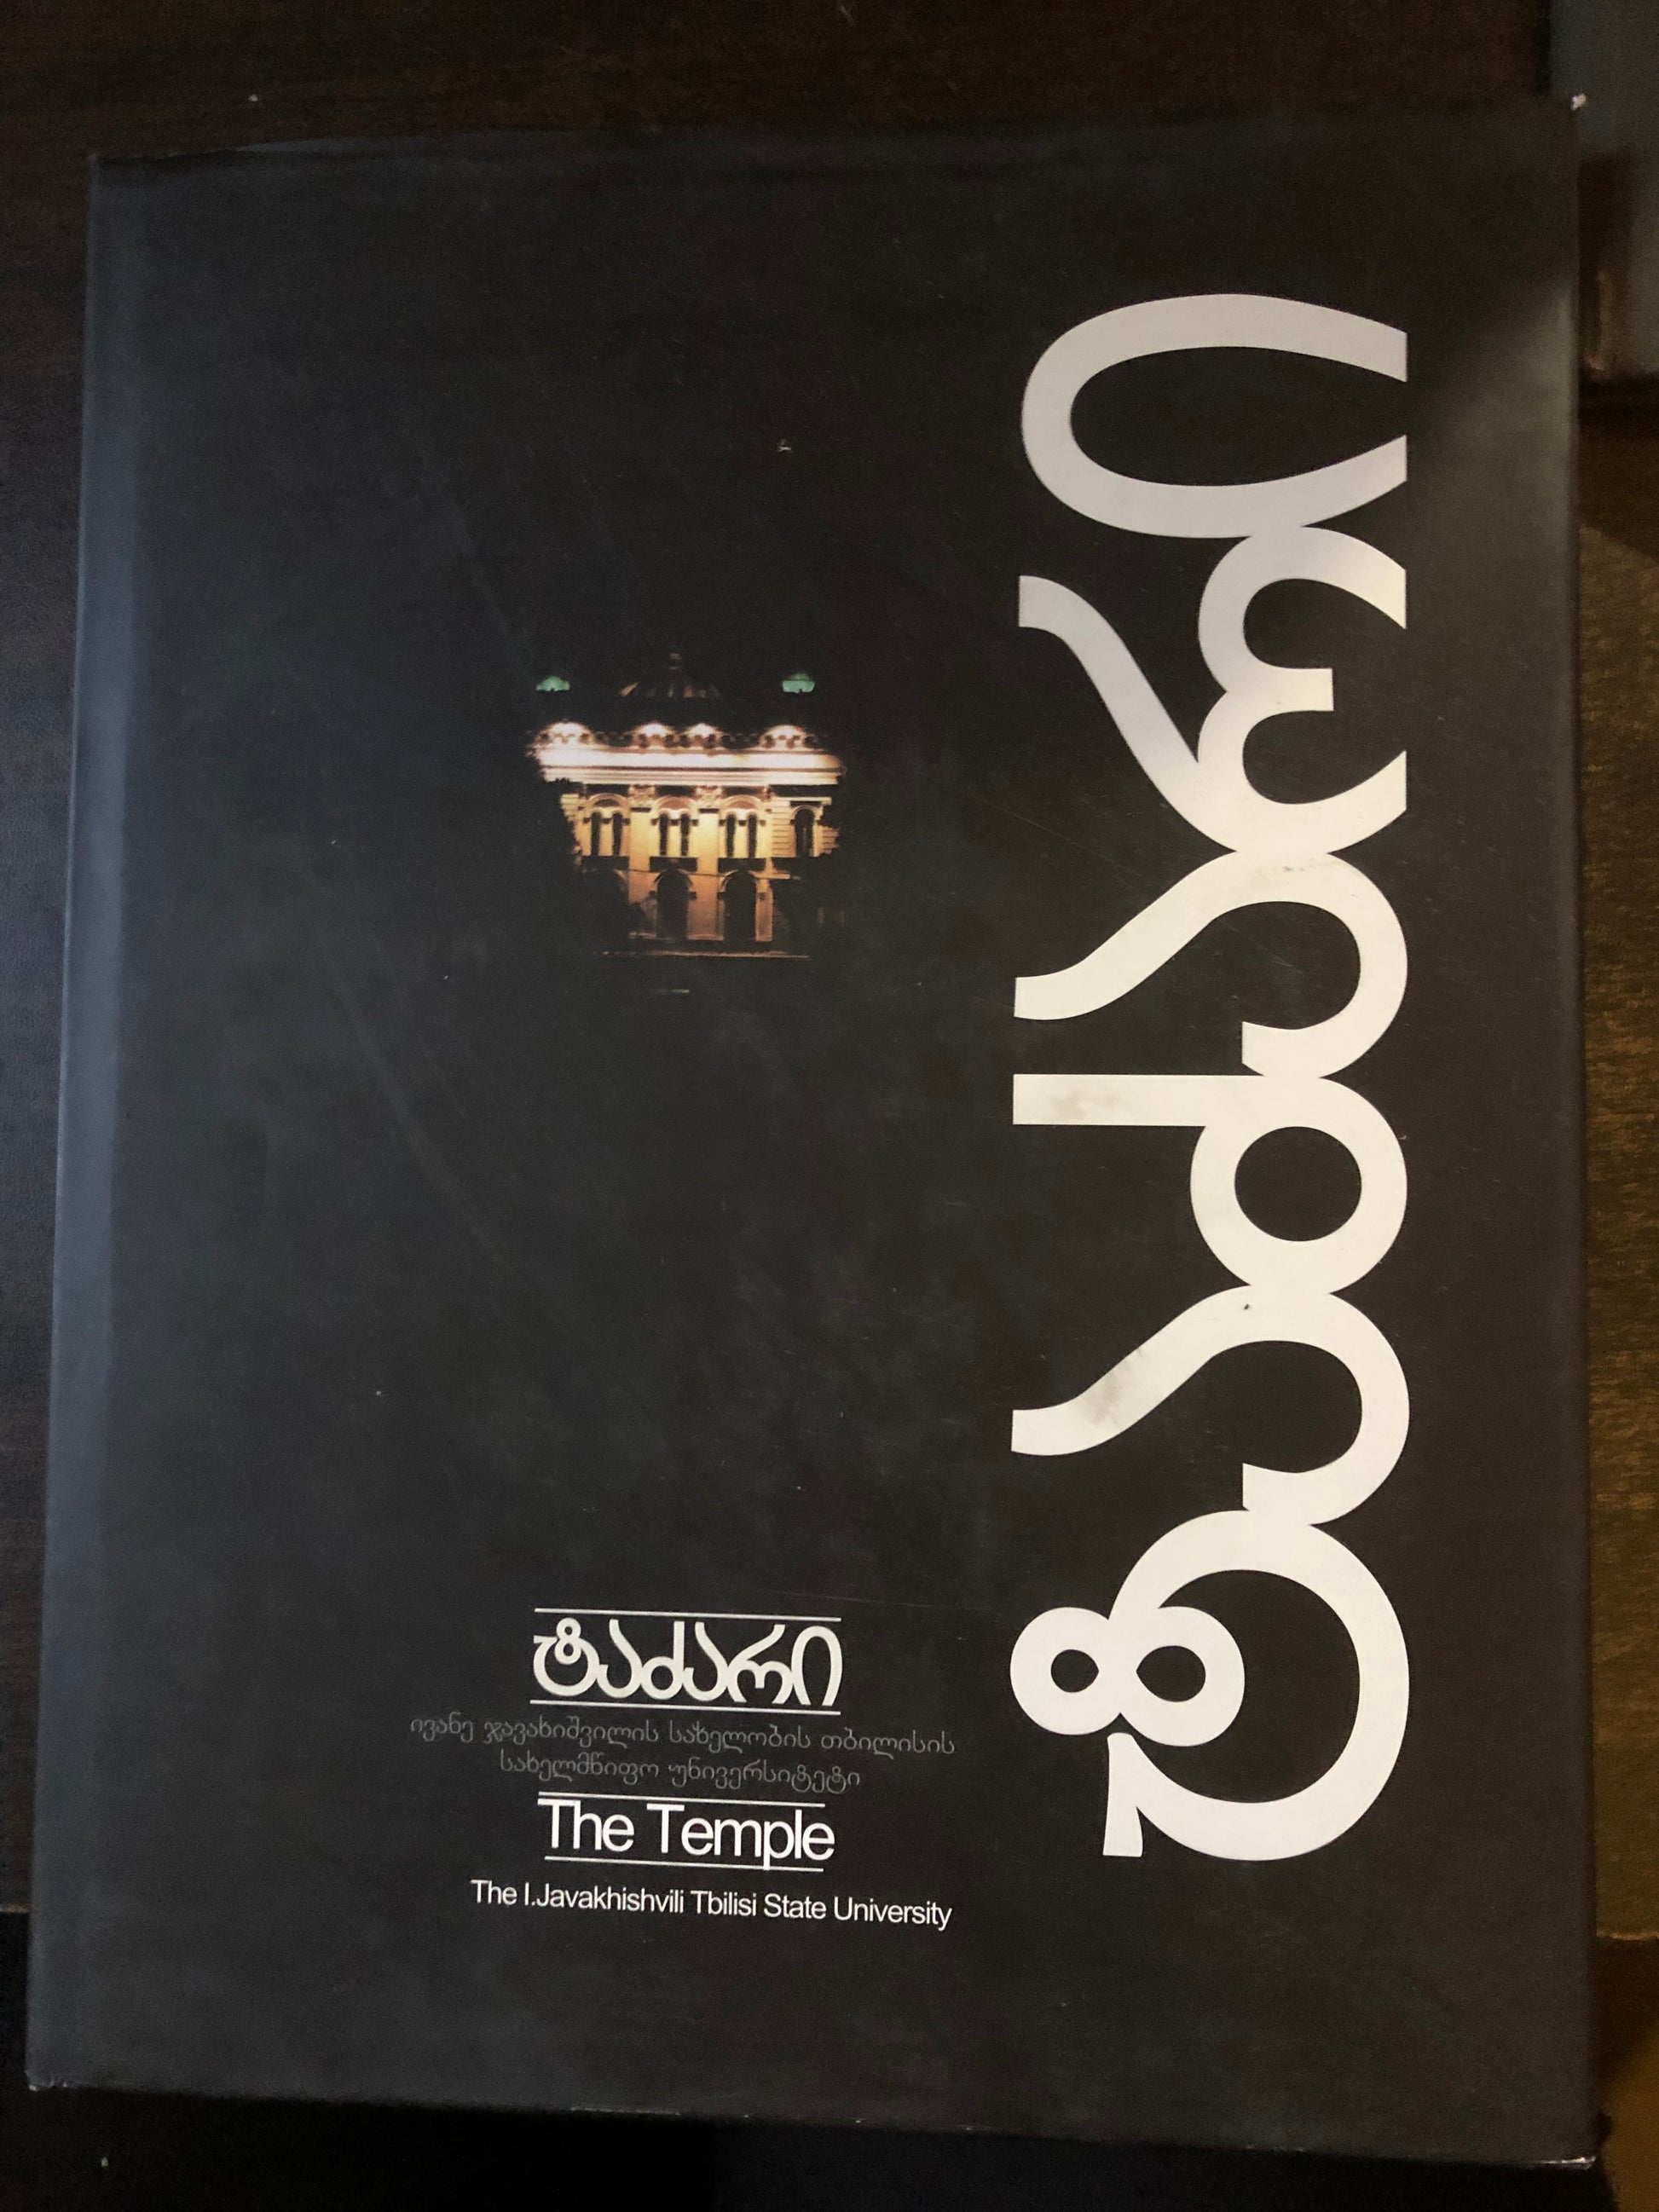 ტაძარი
ტაძარი
ივანე ჯავახიშვილის სახელობის თბილისის
სახელმწიფო უნივერსიტეტი
The Temple
The I.Javakhishvili Tbilisi State University